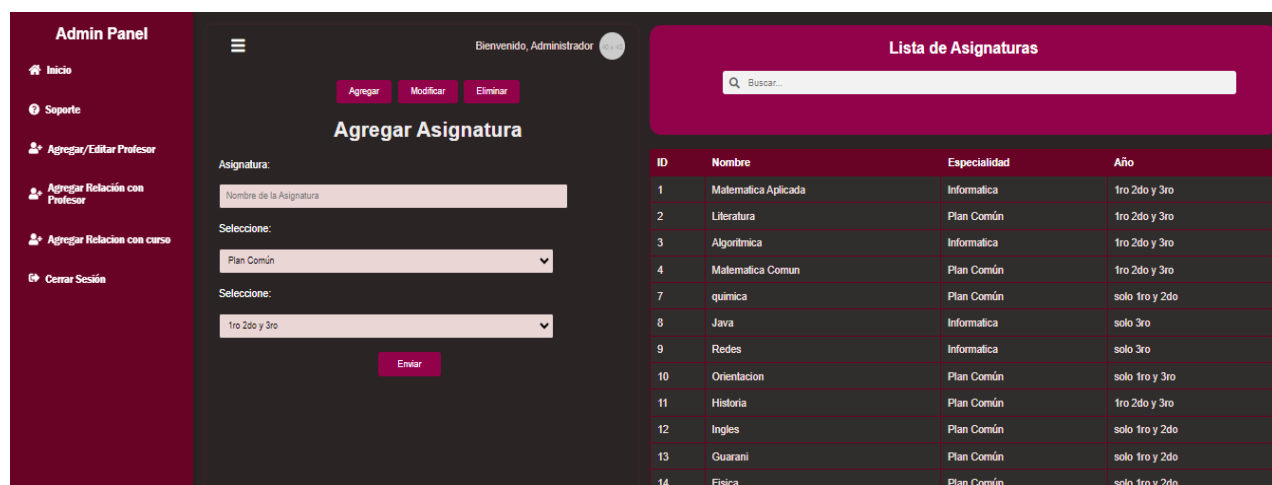 Admin Panel
Inicio
Soporte
Agregar/Editar Profesor
Agregar Relación con
Profesor
Agregar Relacion con curso
Cerrar Sesión
Bienvenido, Administrador
Agregar Modificar Eliminar
Agregar Asignatura
Asignatura:
Nombre de la Asignatura
Seleccione:
Plan Común
Seleccione:
1ro 2do y 3ro
Enviar
Lista de Asignaturas
Buscar...
ID Nombre Especialidad Año
1 Matematica Aplicada Informatica 1ro 2do y 3ro
2 Literatura Plan Común 1ro 2do y 3ro
3 Algoritmica Informatica 1ro 2do y 3ro
4 Matematica Comun Plan Común 1ro 2do y 3ro
7 quimica Plan Común solo 1ro y 2do
8 Java Informatica solo 3ro
9 Redes Informatica solo 3ro
10 Orientacion Plan Común solo 1ro y 3ro
11 Historia Plan Común 1ro 2do y 3ro
12 Ingles Plan Común solo 1ro y 2do
13 Guarani Plan Común solo 1ro y 2do
14 Fisica Plan Común solo 1ro y 2do